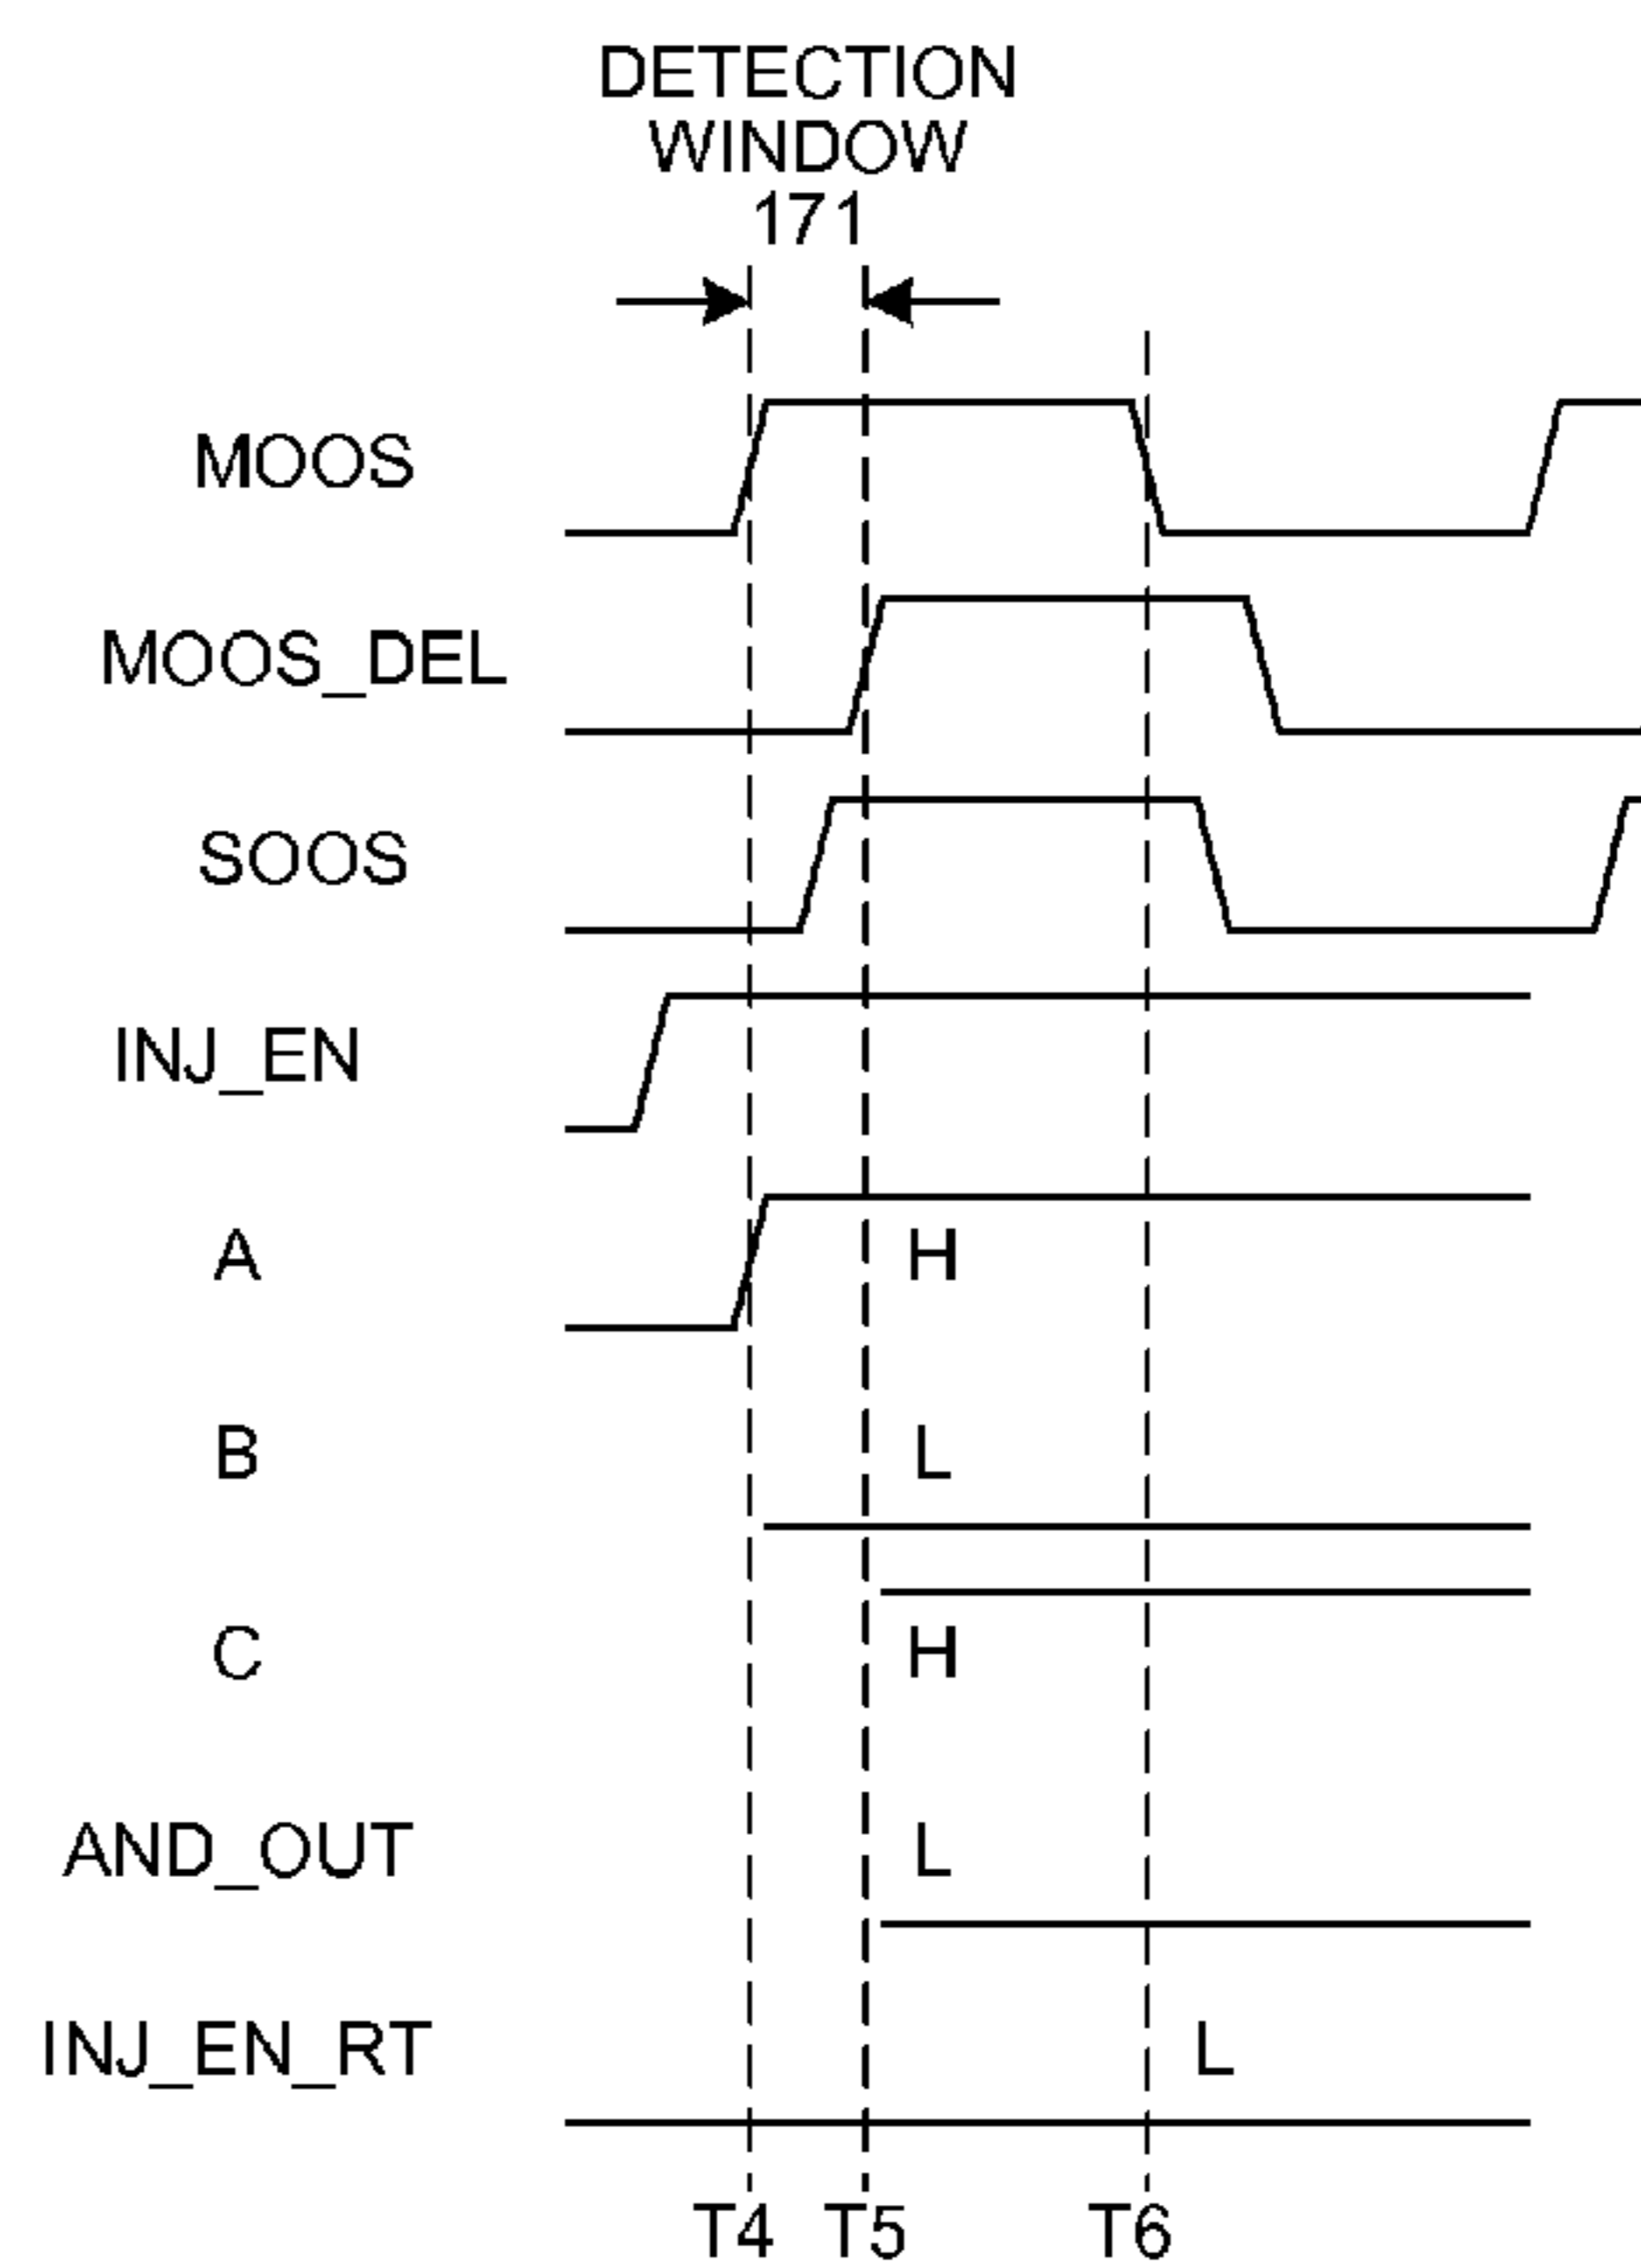 DETECTION
WINDOW
171
MOOS
MOOS_DEL
SOOS
INJ_EN
A
H
B
L
C
H
AND_OUT
L
INJ_EN_RT
L
T4 T5 T6